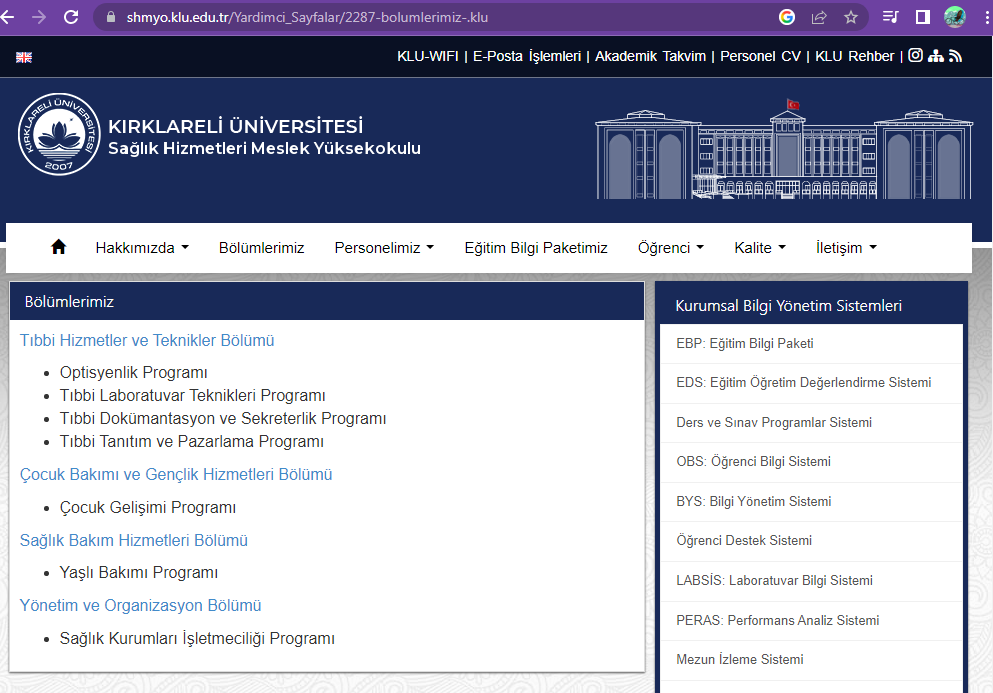 shmyo.klu.edu.tr/Yardimci_Sayfalar/2287-bolumlerimiz-.klu
KLU-WIFI | E-Posta İşlemleri | Akademik Takvim | Personel CV | KLU Rehber |
KIRKLARELİ ÜNİVERSİTESİ
2007
KIRKLARELİ ÜNİVERSİTESİ
Sağlık Hizmetleri Meslek Yüksekokulu
Hakkımızda Bölümlerimiz Personelimiz Eğitim Bilgi Paketimiz Öğrenci Kalite İletişim
Bölümlerimiz
Tıbbi Hizmetler ve Teknikler Bölümü
Optisyenlik Programı
Tıbbi Laboratuvar Teknikleri Programı
Tıbbi Dokümantasyon ve Sekreterlik Programı
Tıbbi Tanıtım ve Pazarlama Programı
Çocuk Bakımı ve Gençlik Hizmetleri Bölümü
Çocuk Gelişimi Programı
Sağlık Bakım Hizmetleri Bölümü
Yaşlı Bakımı Programı
Yönetim ve Organizasyon Bölümü
Sağlık Kurumları İşletmeciliği Programı
Kurumsal Bilgi Yönetim Sistemleri
EBP: Eğitim Bilgi Paketi
EDS: Eğitim Öğretim Değerlendirme Sistemi
Ders ve Sınav Programlar Sistemi
OBS: Öğrenci Bilgi Sistemi
BYS: Bilgi Yönetim Sistemi
Öğrenci Destek Sistemi
LABSİS: Laboratuvar Bilgi Sistemi
PERAS: Performans Analiz Sistemi
Mezun İzleme Sistemi